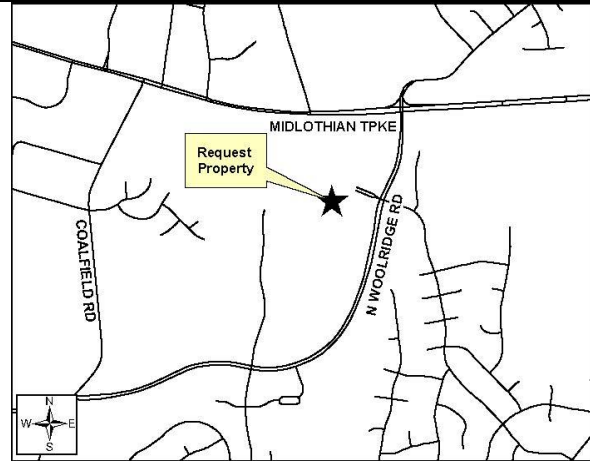 MIDLOTHIAN TPKE
Request
Property
COALFIELD RD
N WOOLRIDGE RD
N
W E
S